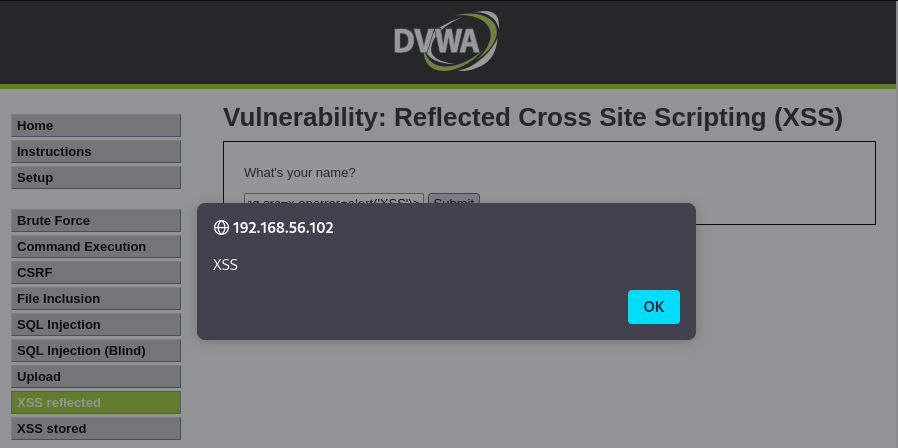 DVWA
Home
Instructions
Setup
Brute Force
Command Execution
CSRF
File Inclusion
SQL Injection
SQL Injection (Blind)
Upload
XSS reflected
XSS stored
Vulnerability: Reflected Cross Site Scripting (XSS)
What's your name?
src=x onerror=alert('XSS')> Submit
192.168.56.102
XSS
OK